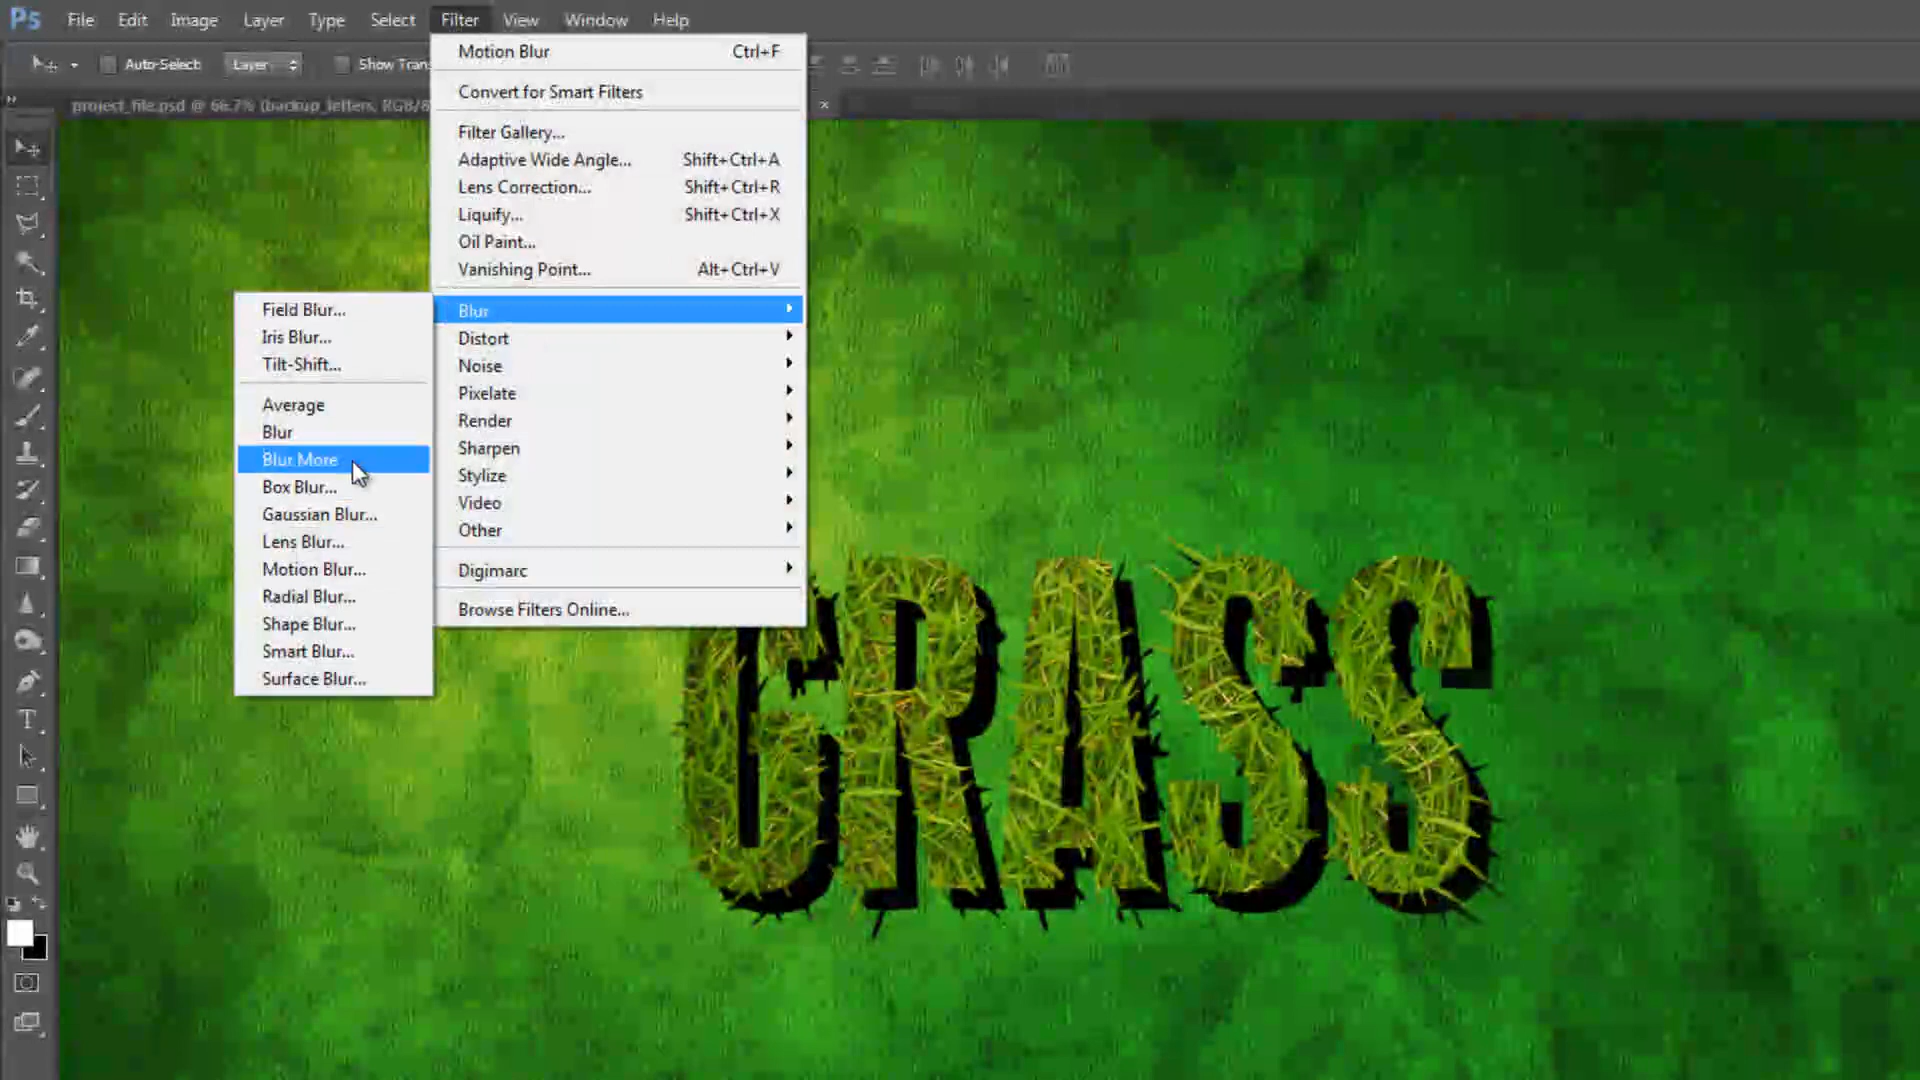 Ps File Edit Image Layer Type Select Filter View Window Help
Auto-Select Layer Show Trans
project_file.psd @ 66.7% (backup_letters, RGB/8
Motion Blur Ctrl+F
Convert for Smart Filters
Filter Gallery...
Adaptive Wide Angle... Shift+Ctrl+A
Lens Correction... Shift+Ctrl+R
Liquify... Shift+Ctrl+X
Oil Paint...
Vanishing Point... Alt+Ctrl+V
Blur
Distort
Noise
Pixelate
Render
Sharpen
Stylize
Video
Other
Digimarc
Browse Filters Online...
Field Blur...
Iris Blur...
Tilt-Shift...
Average
Blur
Blur More
Box Blur...
Gaussian Blur...
Lens Blur...
Motion Blur...
Radial Blur...
Shape Blur...
Smart Blur...
Surface Blur...
GRASS